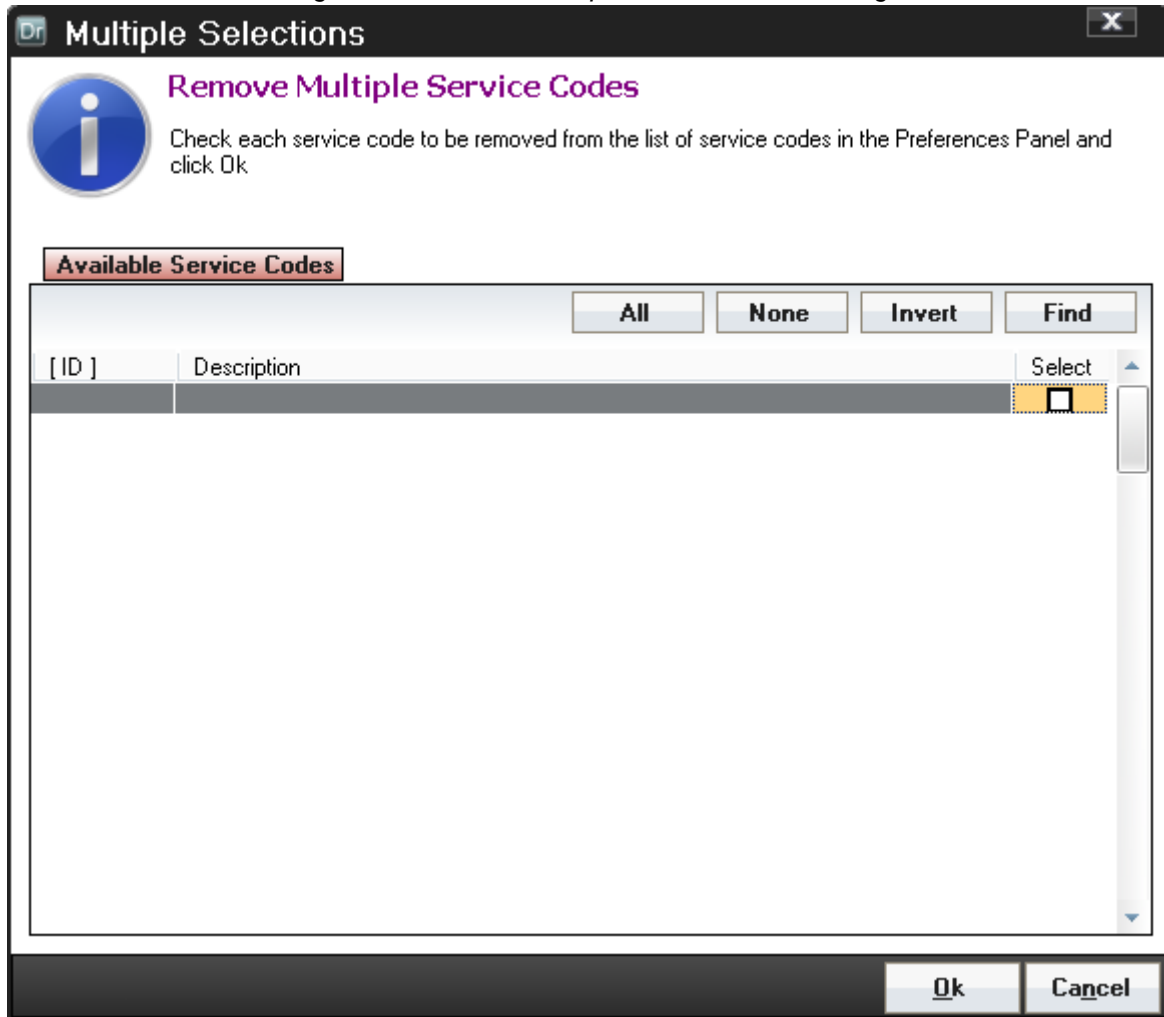 Dr Multiple Selections X
Remove Multiple Service Codes
Check each service code to be removed from the list of service codes in the Preferences Panel and
click Ok
Available Service Codes
All None Invert Find
[ ID ] Description Select
Ok Cancel